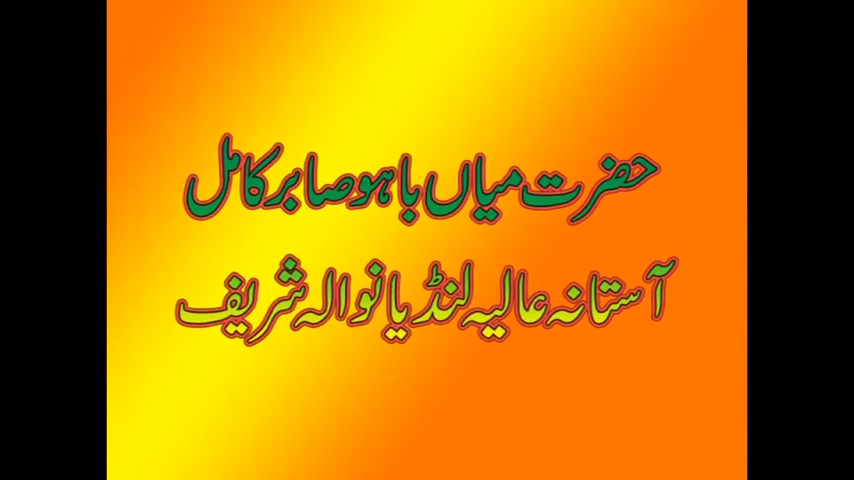 حضرت میاں باہو صابر کامل
آستانہ عالیہ لنڈیانوالہ شریف